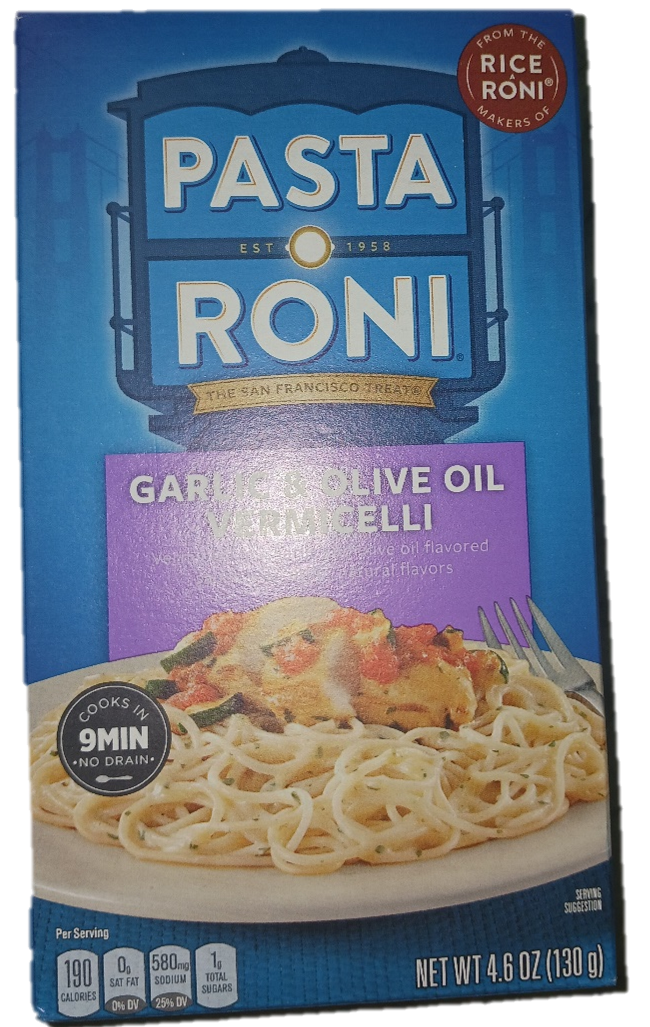 FROM THE
RICE
A
RONI®
MAKERS OF
PASTA
EST 1958
RONI®
THE SAN FRANCISCO TREAT®
GARLIC & OLIVE OIL
VERMICELLI
olive oil flavored
natural flavors
COOKS IN
9MIN
•NO DRAIN•
SERVING
SUGGESTION
Per Serving
190
CALORIES
0g
SAT FAT
0% DV
580mg
SODIUM
25% DV
1g
TOTAL
SUGARS
NET WT 4.6 OZ (130 g)